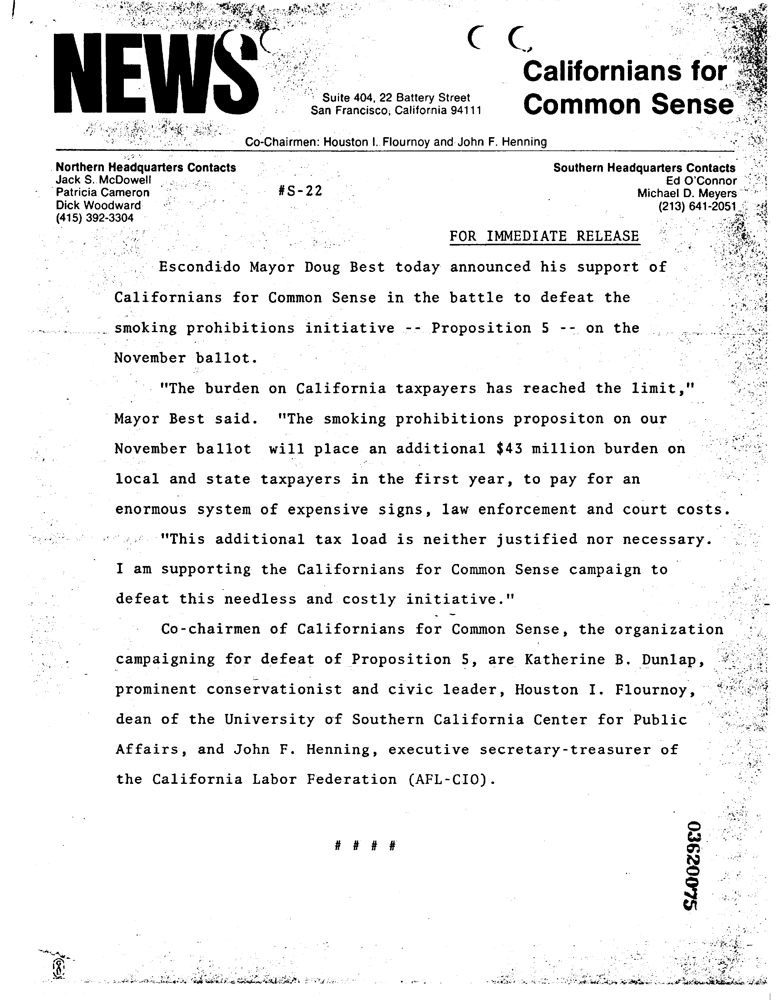 NEWS
Californians for
Common Sense
Suite 404, 22 Battery Street
San Francisco, California 94111
Co-Chairmen: Houston I. Flournoy and John F. Henning
Northern Headquarters Contacts
Jack S. McDowell
Patricia Cameron
Dick Woodward
(415) 392-3304
#S-22
Southern Headquarters Contacts
Ed O'Connor
Michael D. Meyers
(213) 641-2051
FOR IMMEDIATE RELEASE
Escondido Mayor Doug Best today announced his support of
Californians for Common Sense in the battle to defeat the
smoking prohibitions initiative -- Proposition 5 -- on the
November ballot.
"The burden on California taxpayers has reached the limit,"
Mayor Best said. "The smoking prohibitions propositon on our
November ballot will place an additional $43 million burden on
local and state taxpayers in the first year, to pay for an
enormous system of expensive signs, law enforcement and court costs.
"This additional tax load is neither justified nor necessary.
I am supporting the Californians for Common Sense campaign to
defeat this needless and costly initiative."
Co-chairmen of Californians for Common Sense, the organization
campaigning for defeat of Proposition 5, are Katherine B. Dunlap,
prominent conservationist and civic leader, Houston I. Flournoy,
dean of the University of Southern California Center for Public
Affairs, and John F. Henning, executive secretary-treasurer of
the California Labor Federation (AFL-CIO).
# # # #
03620075